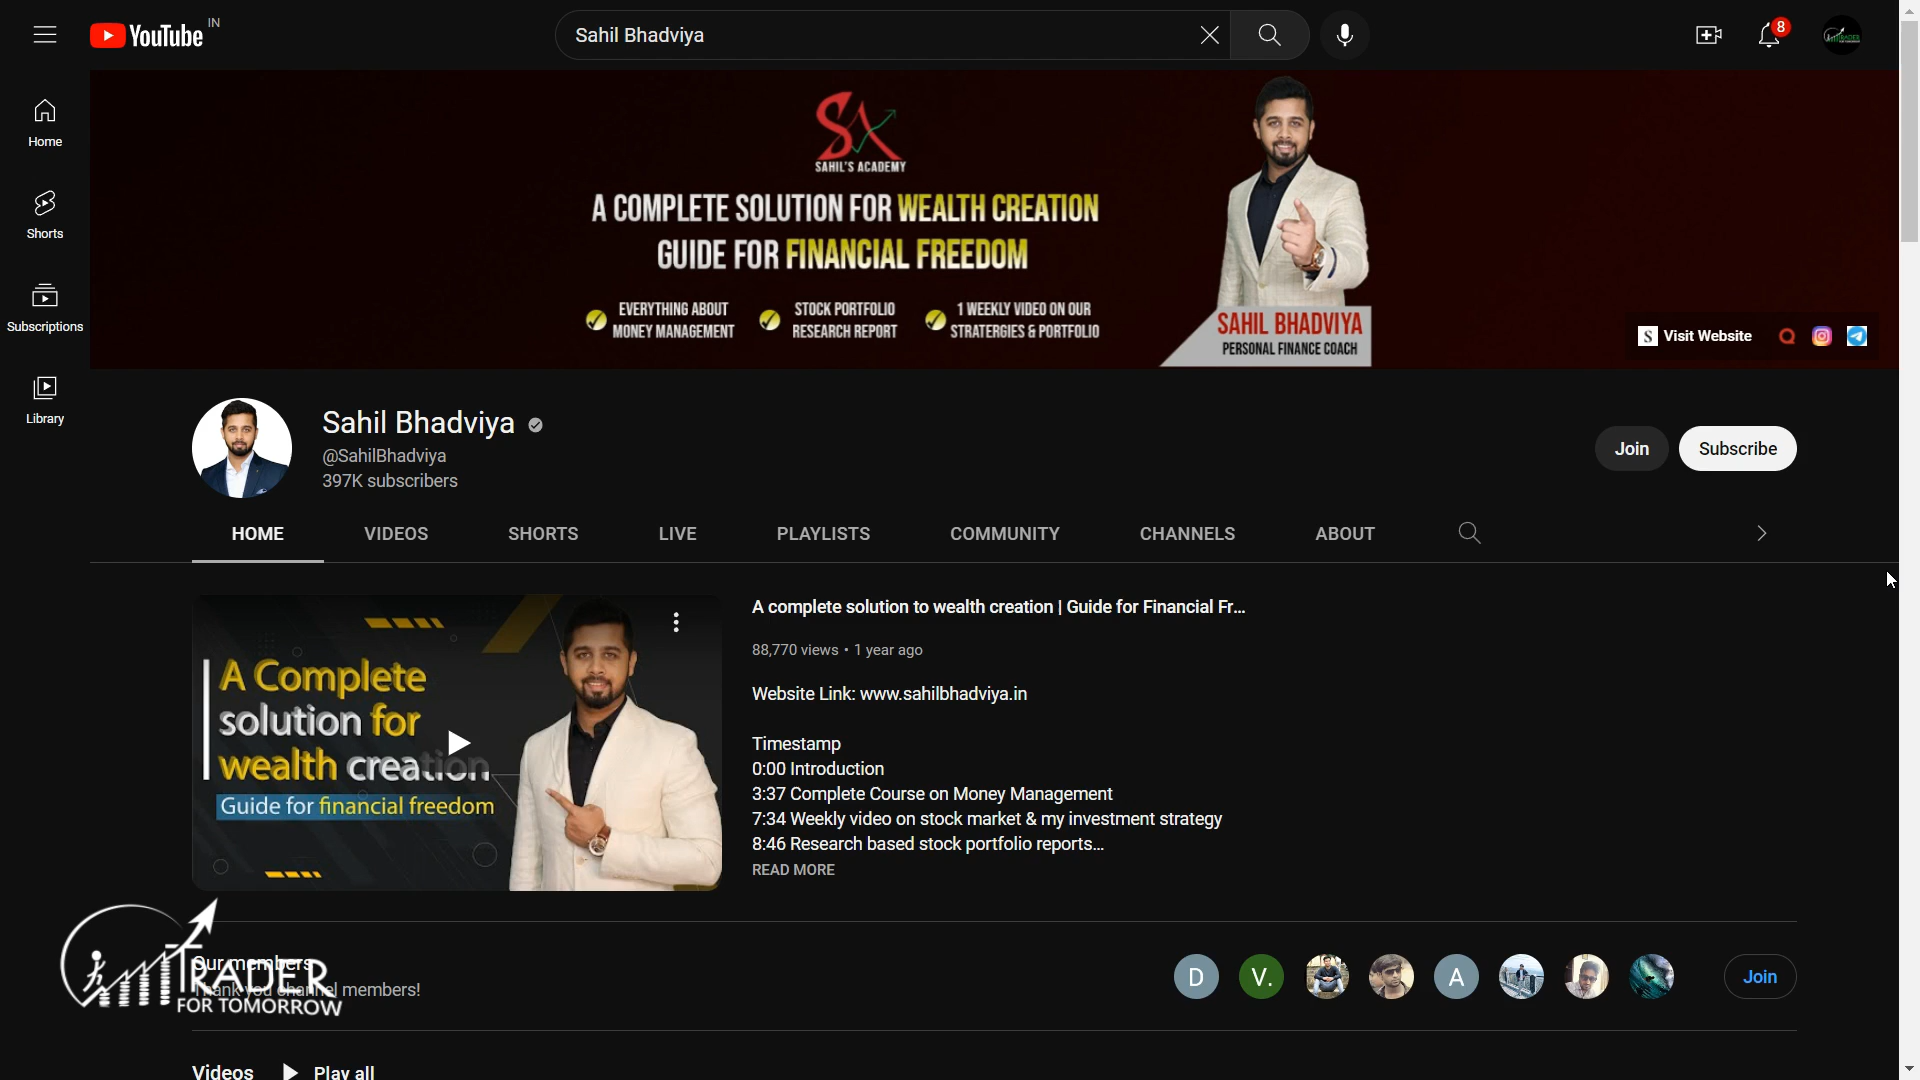 YouTube IN
Sahil Bhadviya
8
Home
Shorts
Subscriptions
Library
SAHIL'S ACADEMY
A COMPLETE SOLUTION FOR WEALTH CREATION
GUIDE FOR FINANCIAL FREEDOM
EVERYTHING ABOUT
MONEY MANAGEMENT
STOCK PORTFOLIO
RESEARCH REPORT
1 WEEKLY VIDEO ON OUR
STRATERGIES & PORTFOLIO
SAHIL BHADVIYA
PERSONAL FINANCE COACH
S Visit Website
Sahil Bhadviya
@SahilBhadviya
397K subscribers
Join
Subscribe
HOME VIDEOS SHORTS LIVE PLAYLISTS COMMUNITY CHANNELS ABOUT
A Complete
solution for
wealth creation
Guide for financial freedom
A complete solution to wealth creation | Guide for Financial Fr...
88,770 views • 1 year ago
Website Link: www.sahilbhadviya.in
Timestamp
0:00 Introduction
3:37 Complete Course on Money Management
7:34 Weekly video on stock market & my investment strategy
8:46 Research based stock portfolio reports...
READ MORE
Our members
Thank you channel members!
TRADER
FOR TOMORROW
D V. A
Join
Videos Play all